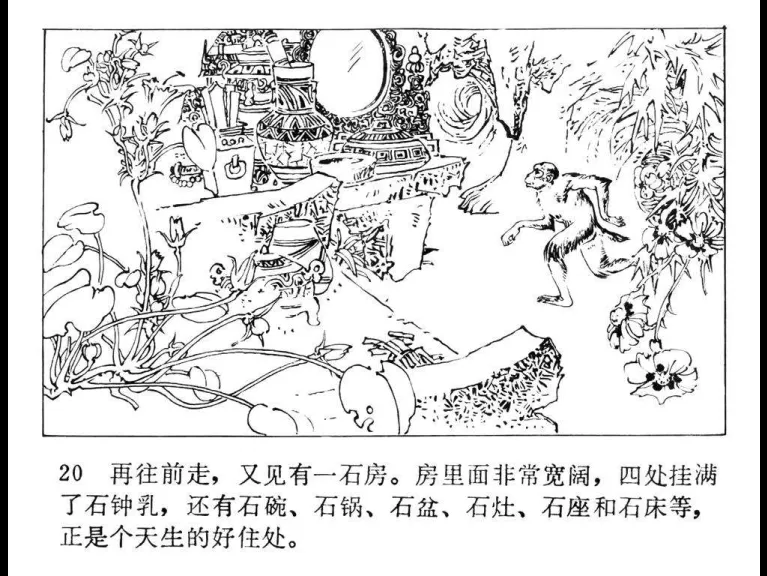 20 再往前走，又见有一石房。房里面非常宽阔，四处挂满
了石钟乳，还有石碗、石锅、石盆、石灶、石座和石床等，
正是个天生的好住处。